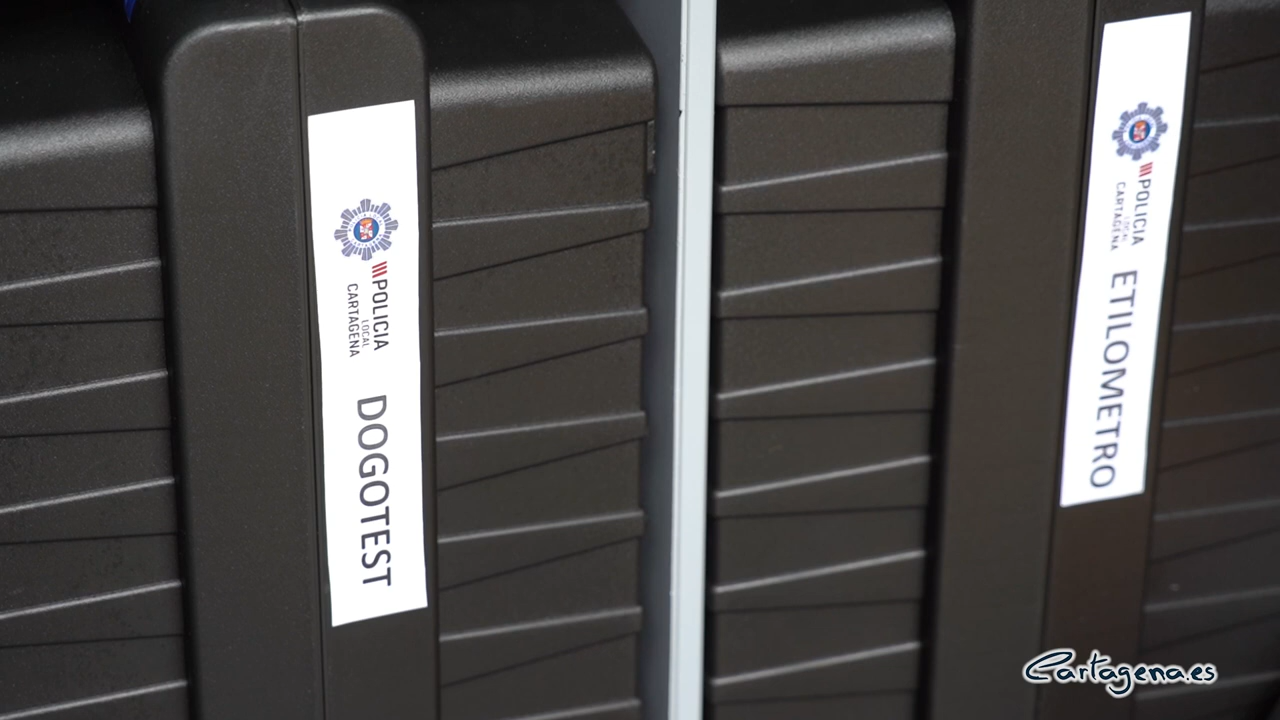 POLICIA
LOCAL
CARTAGENA
DOGOTEST
POLICIA
LOCAL
CARTAGENA
ETILOMETRO
Cartagena.es